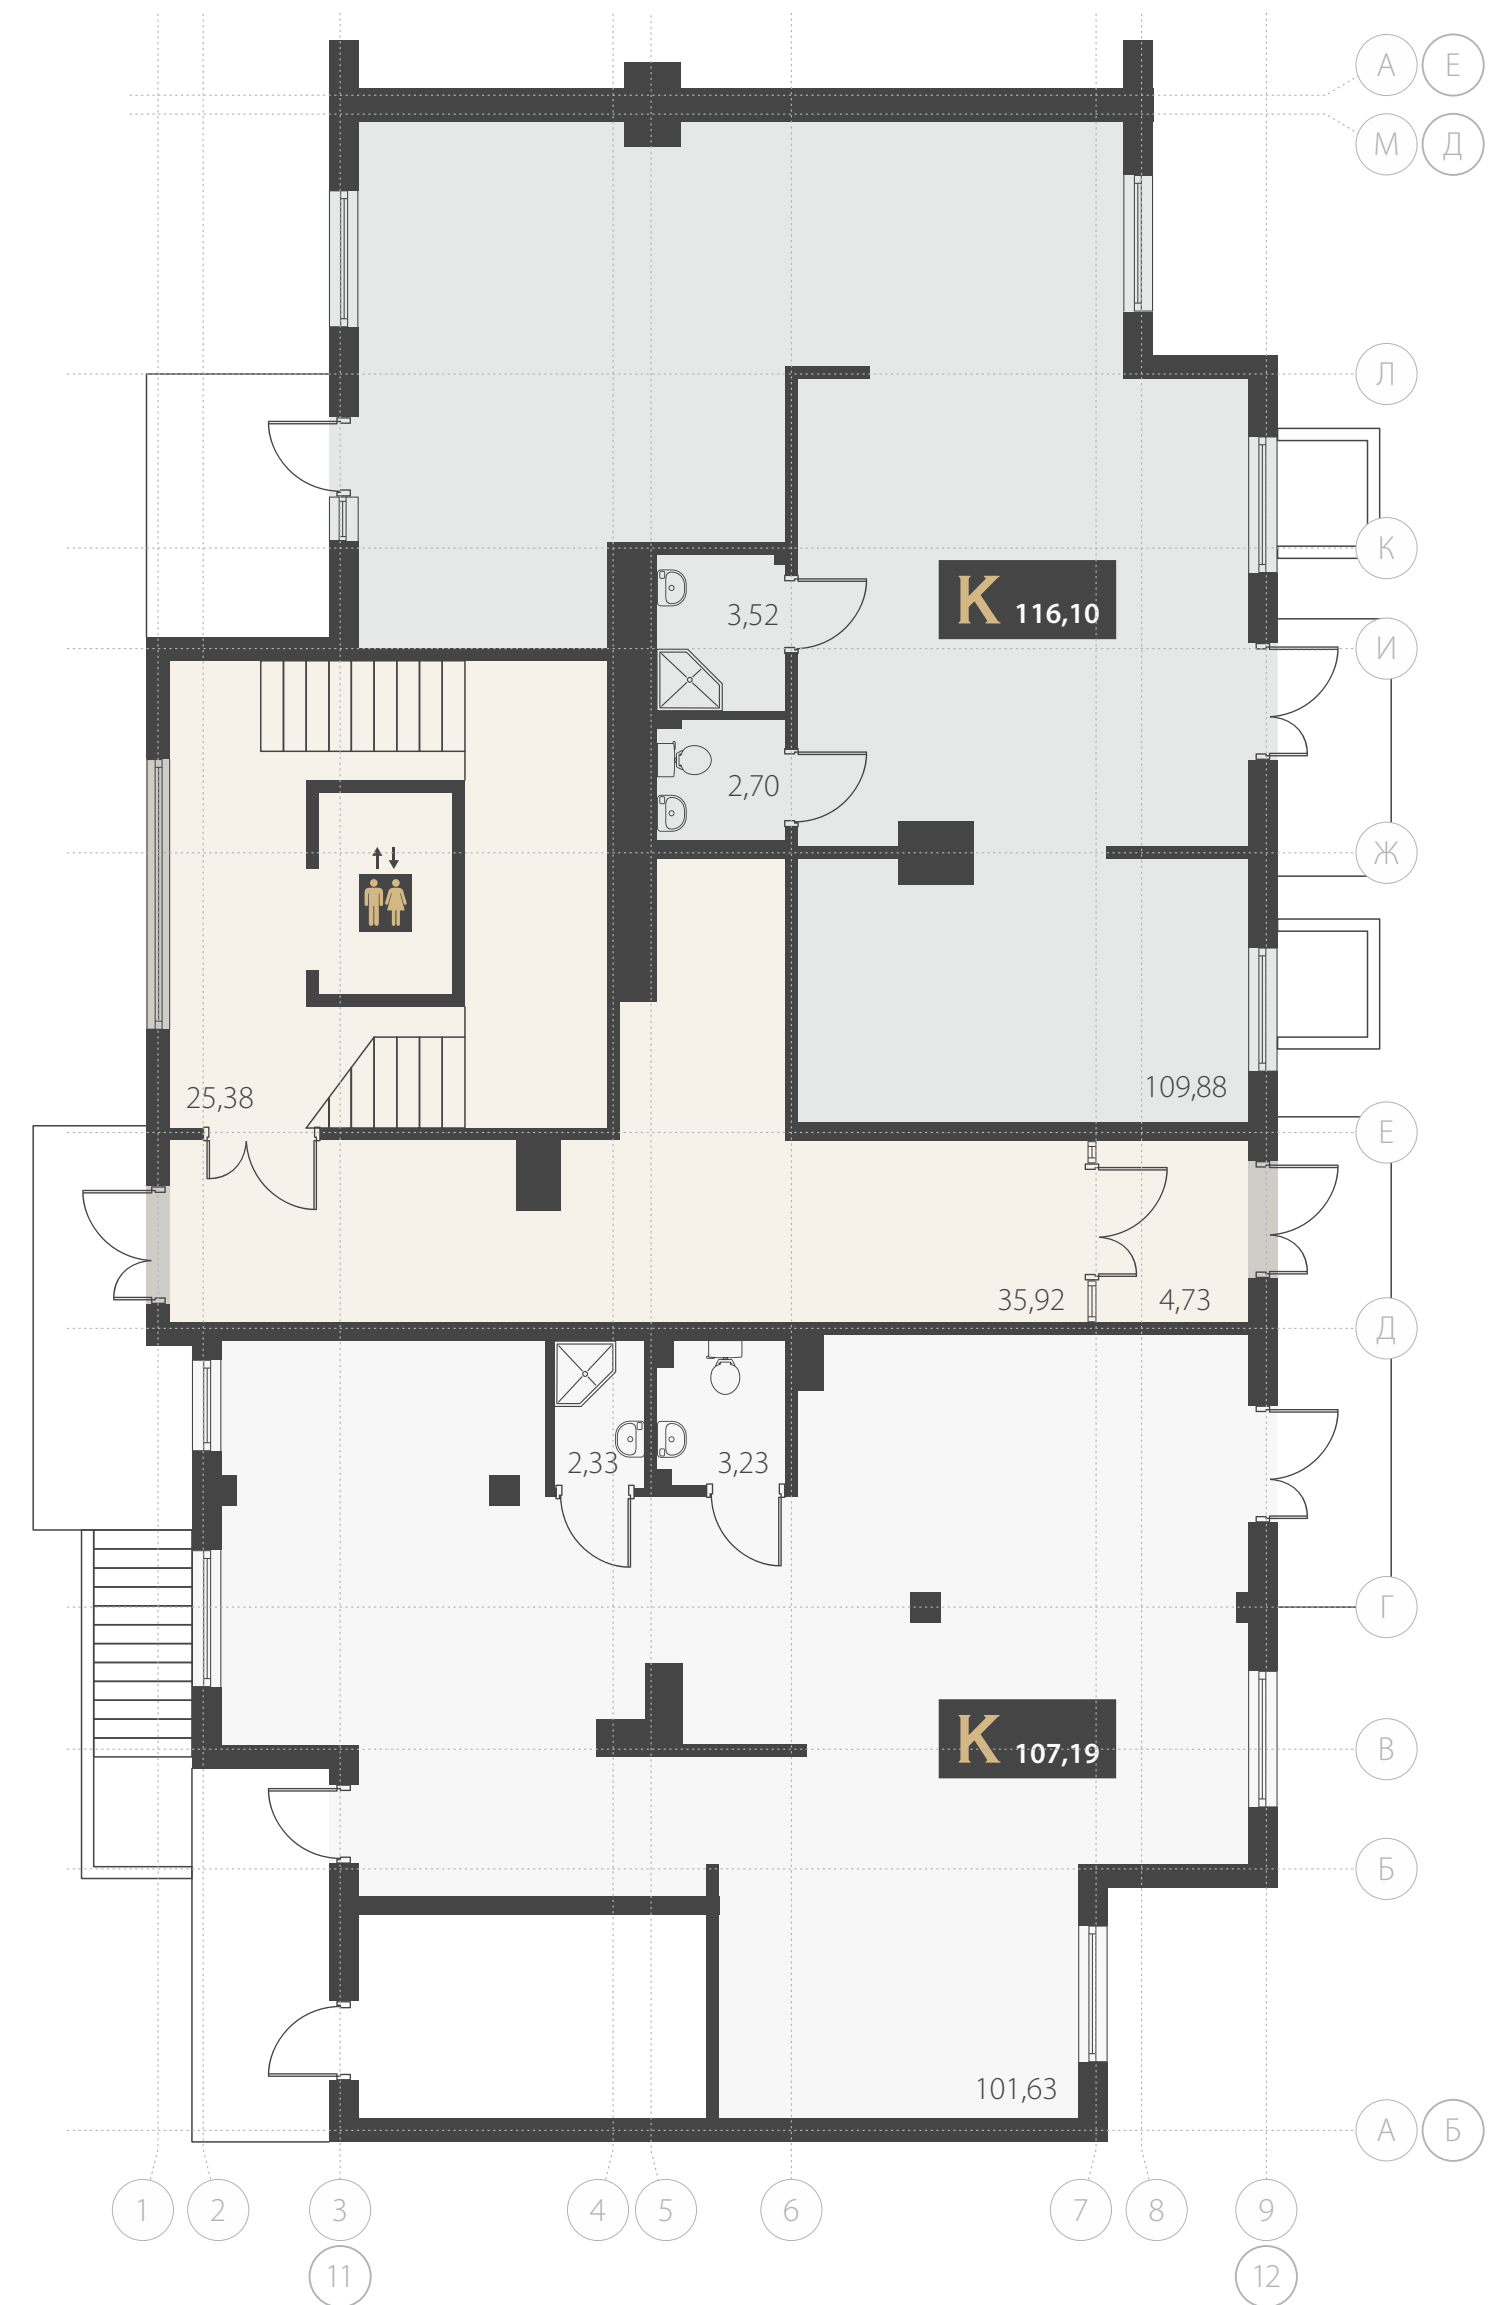 А Е
М Д
Л
К
3,52
К 116,10
И
2,70
Ж
25,38
109,88
Е
35,92
4,73
Д
2,33
3,23
Г
К 107,19
В
Б
101,63
А Б
1 2 3 4 5 6 7 8 9
11 12